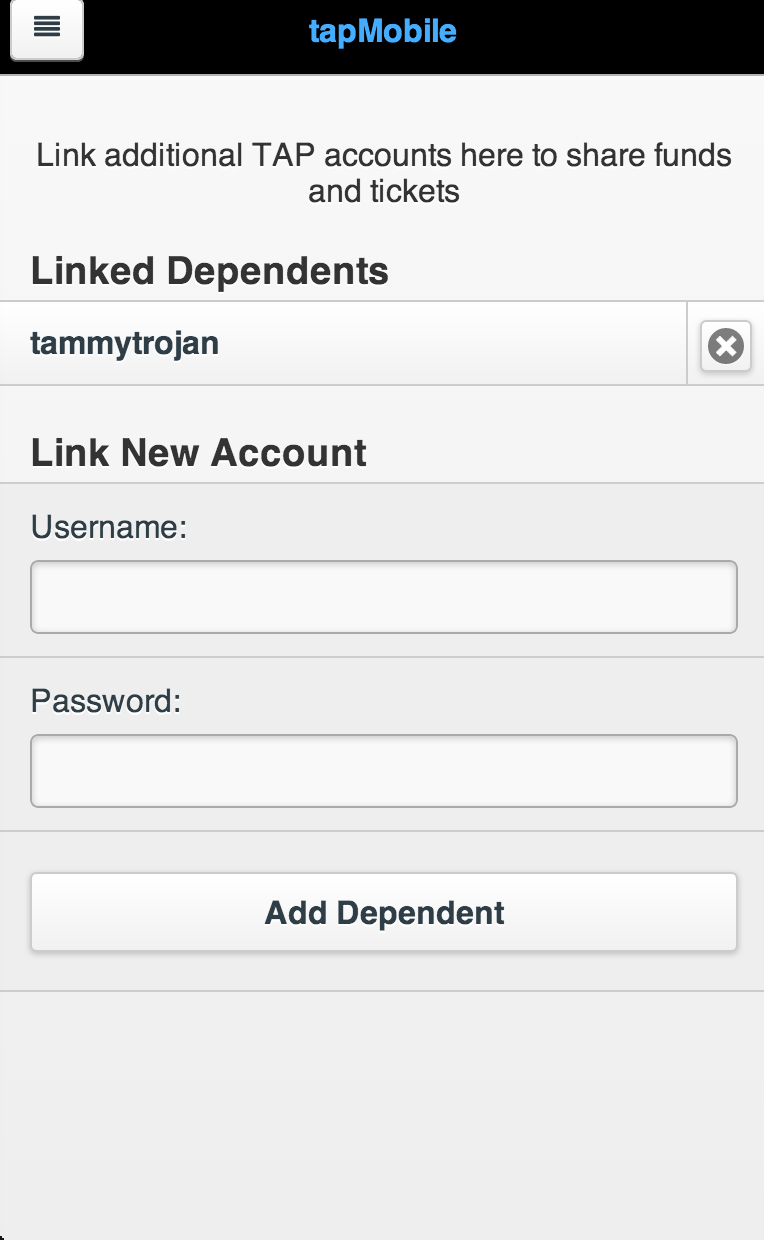 tapMobile
Link additional TAP accounts here to share funds
and tickets
Linked Dependents
tammytrojan
Link New Account
Username:
Password:
Add Dependent